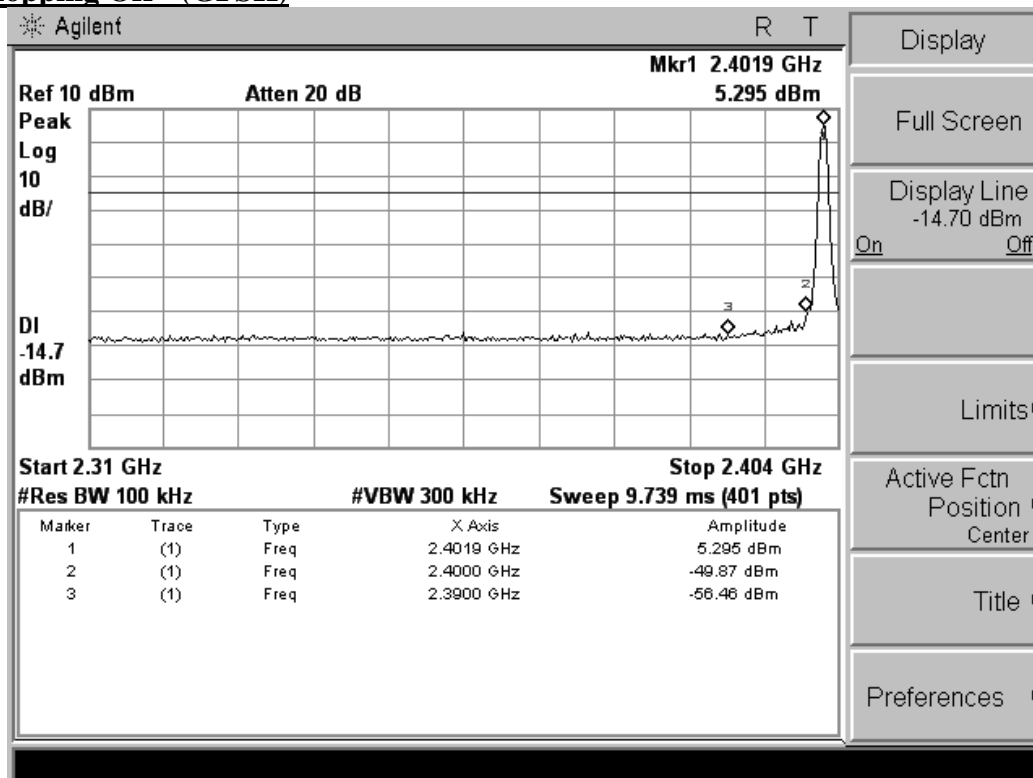 Agilent R T
Mkr1 2.4019 GHz
Ref 10 dBm Atten 20 dB 5.295 dBm
Peak
Log
10
dB/
3
2
DI
-14.7
dBm
Start 2.31 GHz Stop 2.404 GHz
#Res BW 100 kHz #VBW 300 kHz Sweep 9.739 ms (401 pts)
Marker Trace Type X Axis Amplitude
1 (1) Freq 2.4019 GHz 5.295 dBm
2 (1) Freq 2.4000 GHz -49.87 dBm
3 (1) Freq 2.3900 GHz -56.46 dBm
Display
Full Screen
Display Line
-14.70 dBm
On Off
Limits
Active Fctn
Position
Center
Title
Preferences